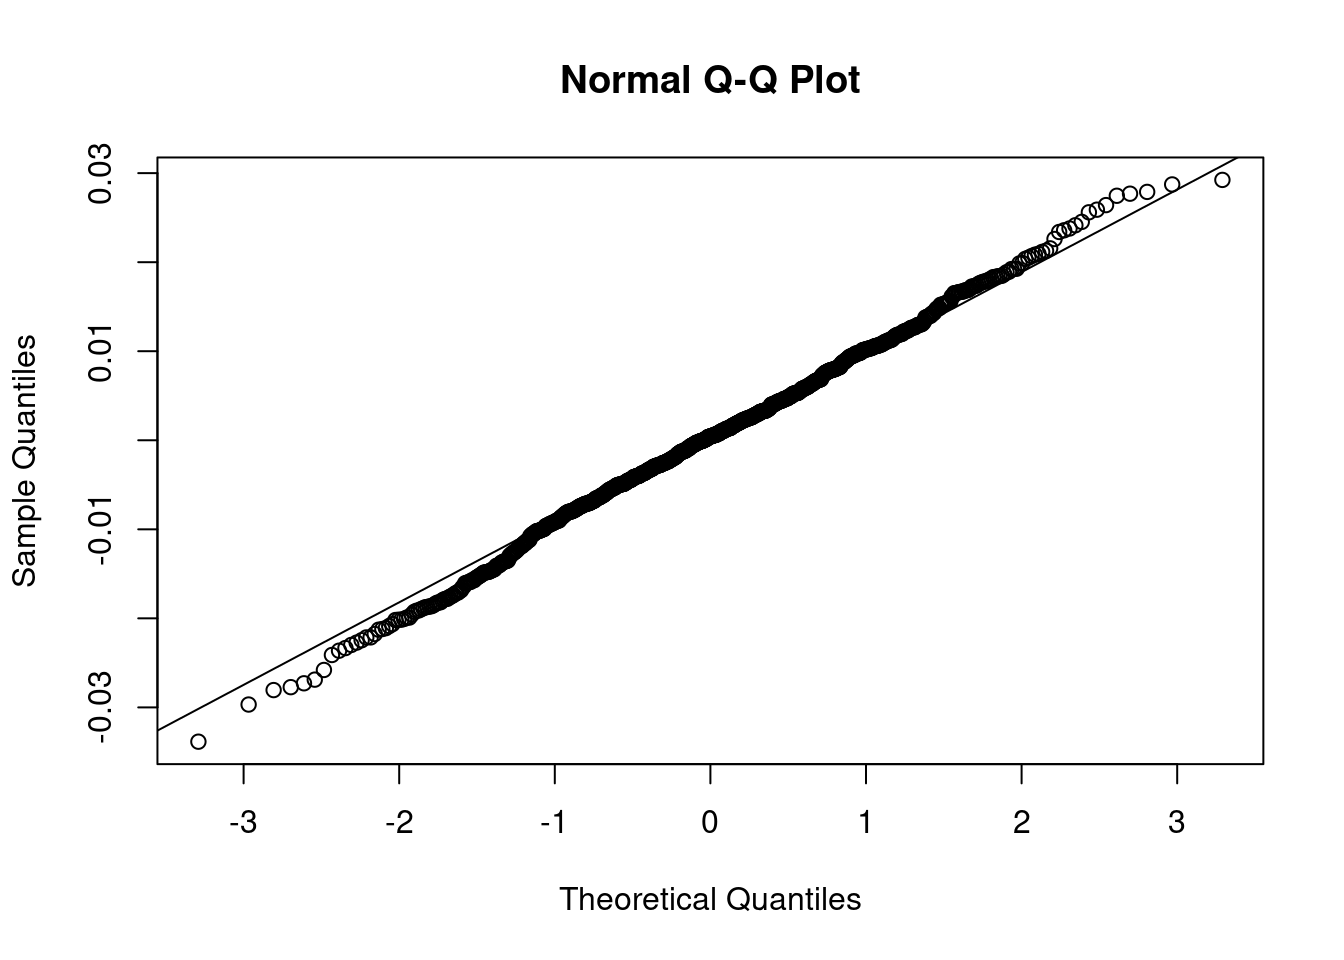 Normal Q-Q Plot
Sample Quantiles
0.03
0.01
-0.01
-0.03
-3 -2 -1 0 1 2 3
Theoretical Quantiles